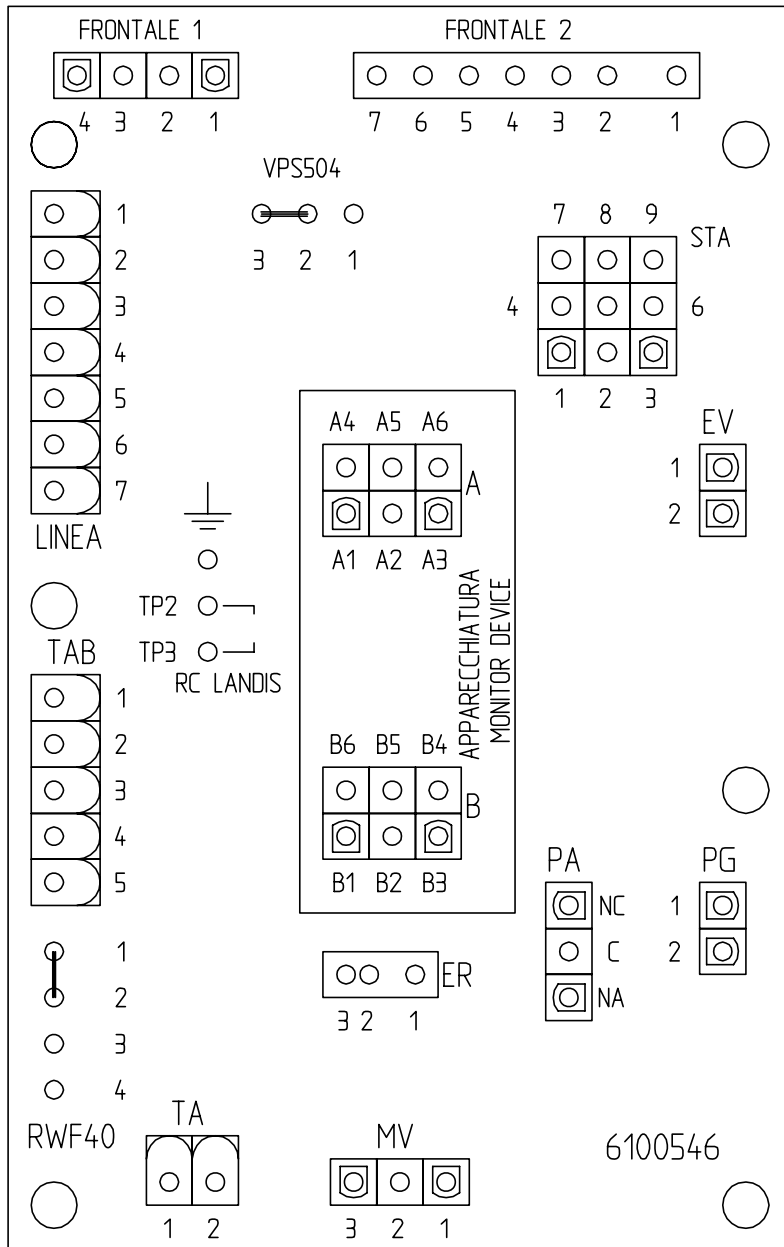 FRONTALE 1 FRONTALE 2
4 3 2 1 7 6 5 4 3 2 1
VPS504
3 2 1
7 8 9
STA
4 6
1 2 3
1
2
3
4
5
6
7
LINEA
A4 A5 A6
A
A1 A2 A3
EV
1
2
TP2
TP3
RC LANDIS
APPARECCHIATURA
MONITOR DEVICE
TAB
1
2
3
4
5
B6 B5 B4
B
B1 B2 B3
PA
NC
C
NA
PG
1
2
1
2
3
4
RWF40
ER
3 2 1
TA
1 2
MV
3 2 1
6100546